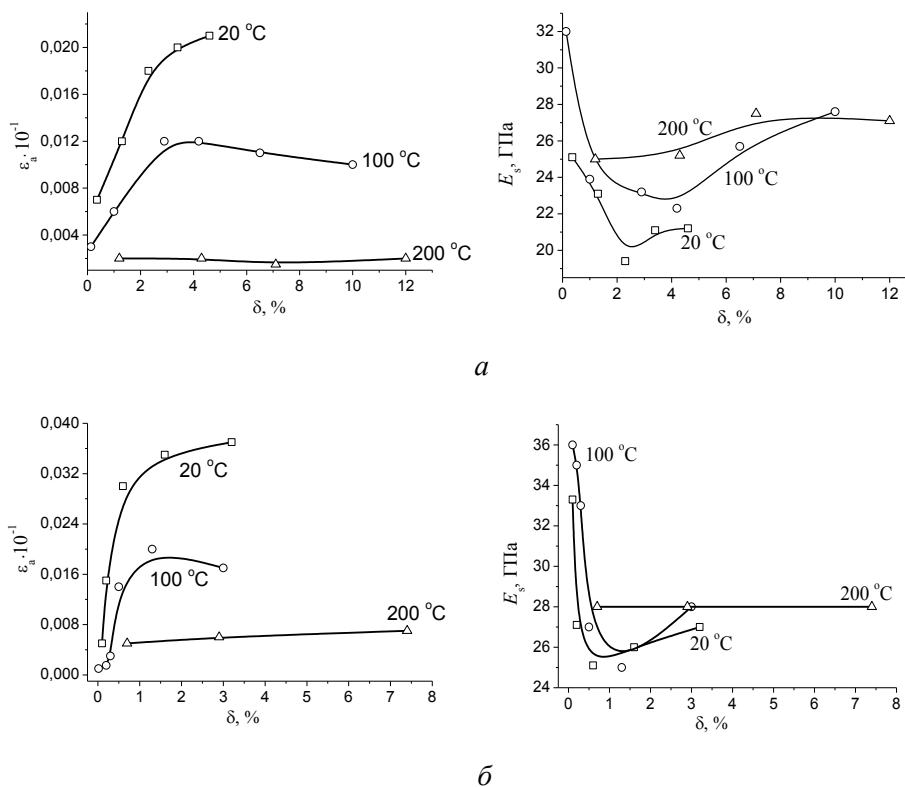 0,020
0,016
0,012
0,008
0,004
ε_a·10⁻¹
20 °C
100 °C
200 °C
0 2 4 6 8 10 12
δ, %
32
30
28
26
24
22
20
E_s, ГПа
200 °C
100 °C
20 °C
0 2 4 6 8 10 12
δ, %
а
0,040
0,032
0,024
0,016
0,008
0,000
ε_a·10⁻¹
20 °C
100 °C
200 °C
0 1 2 3 4 5 6 7 8
δ, %
36
34
32
30
28
26
24
E_s, ГПа
100 °C
200 °C
20 °C
0 1 2 3 4 5 6 7 8
δ, %
б